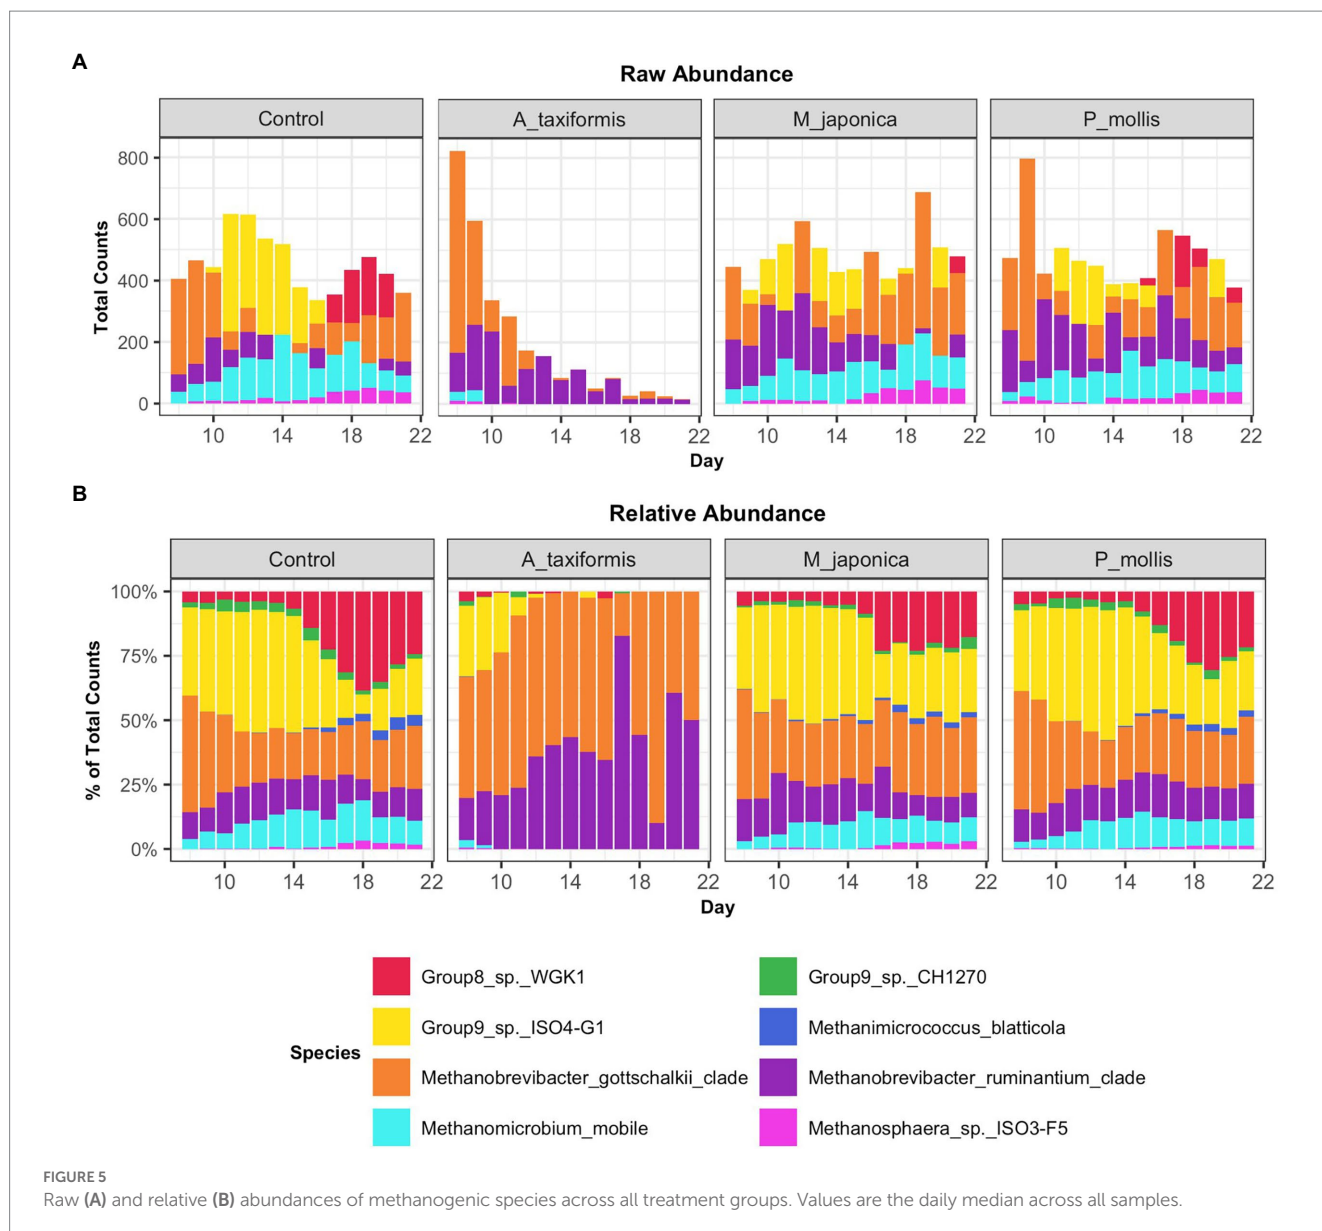 A
Raw Abundance
Control A_taxiformis M_japonica P_mollis
Total Counts
800
600
400
200
0
10 14 18 22 10 14 18 22 10 14 18 22 10 14 18 22
Day
B
Relative Abundance
Control A_taxiformis M_japonica P_mollis
% of Total Counts
100%
75%
50%
25%
0%
10 14 18 22 10 14 18 22 10 14 18 22 10 14 18 22
Day
Species
Group8_sp._WGK1 Group9_sp._CH1270
Group9_sp._ISO4-G1 Methanimicrococcus_blatticola
Methanobrevibacter_gottschalkii_clade Methanobrevibacter_ruminantium_clade
Methanomicrobium_mobile Methanosphaera_sp._ISO3-F5
FIGURE 5
Raw (A) and relative (B) abundances of methanogenic species across all treatment groups. Values are the daily median across all samples.